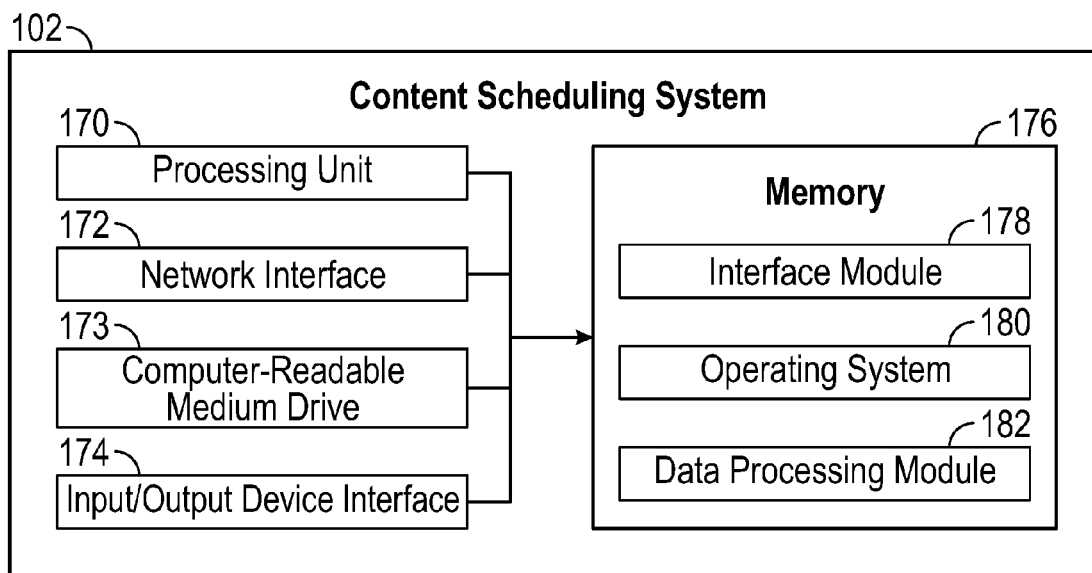 102
Content Scheduling System
170
Processing Unit
172
Network Interface
173
Computer-Readable
Medium Drive
174
Input/Output Device Interface
176
Memory
178
Interface Module
180
Operating System
182
Data Processing Module